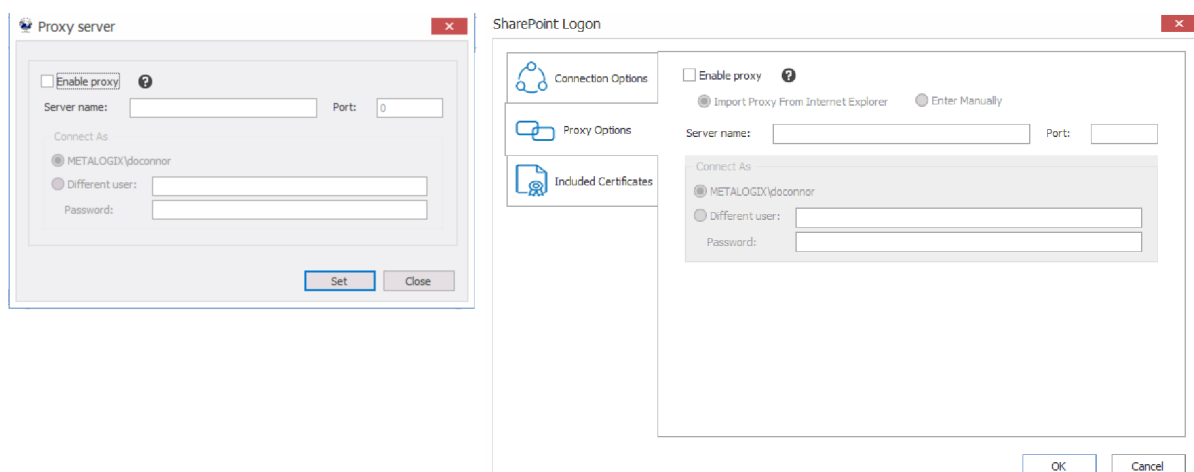 Proxy server
Enable proxy
Server name: Port: 0
Connect As
METALOGIX\doconnor
Different user:
Password:
Set Close
SharePoint Logon
Connection Options
Proxy Options
Included Certificates
Enable proxy
Import Proxy From Internet Explorer Enter Manually
Server name: Port:
Connect As
METALOGIX\doconnor
Different user:
Password:
OK Cancel